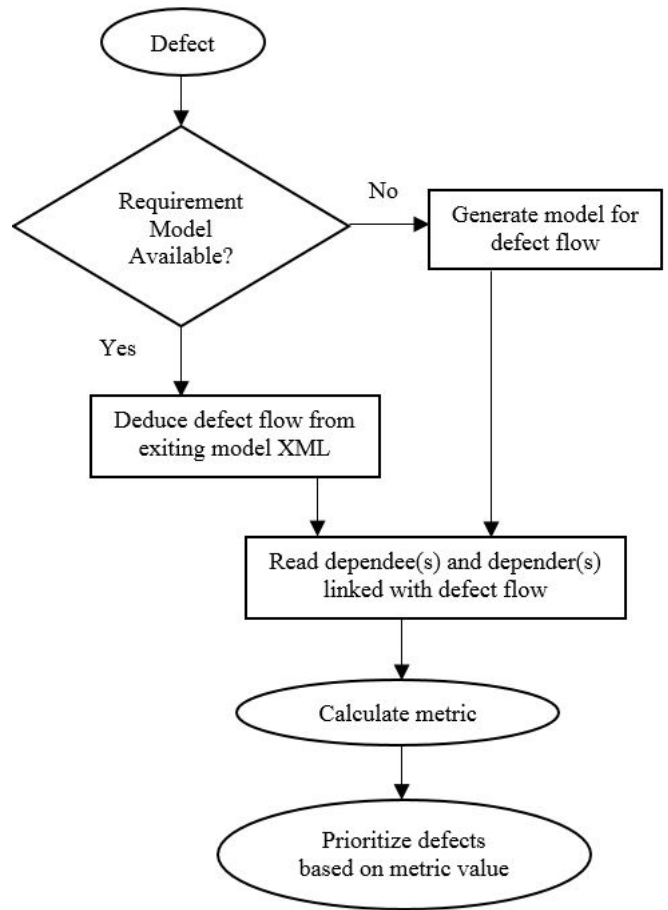 Defect
Requirement
Model
Available?
No
Generate model for
defect flow
Yes
Deduce defect flow from
exiting model XML
Read dependee(s) and depender(s)
linked with defect flow
Calculate metric
Prioritize defects
based on metric value